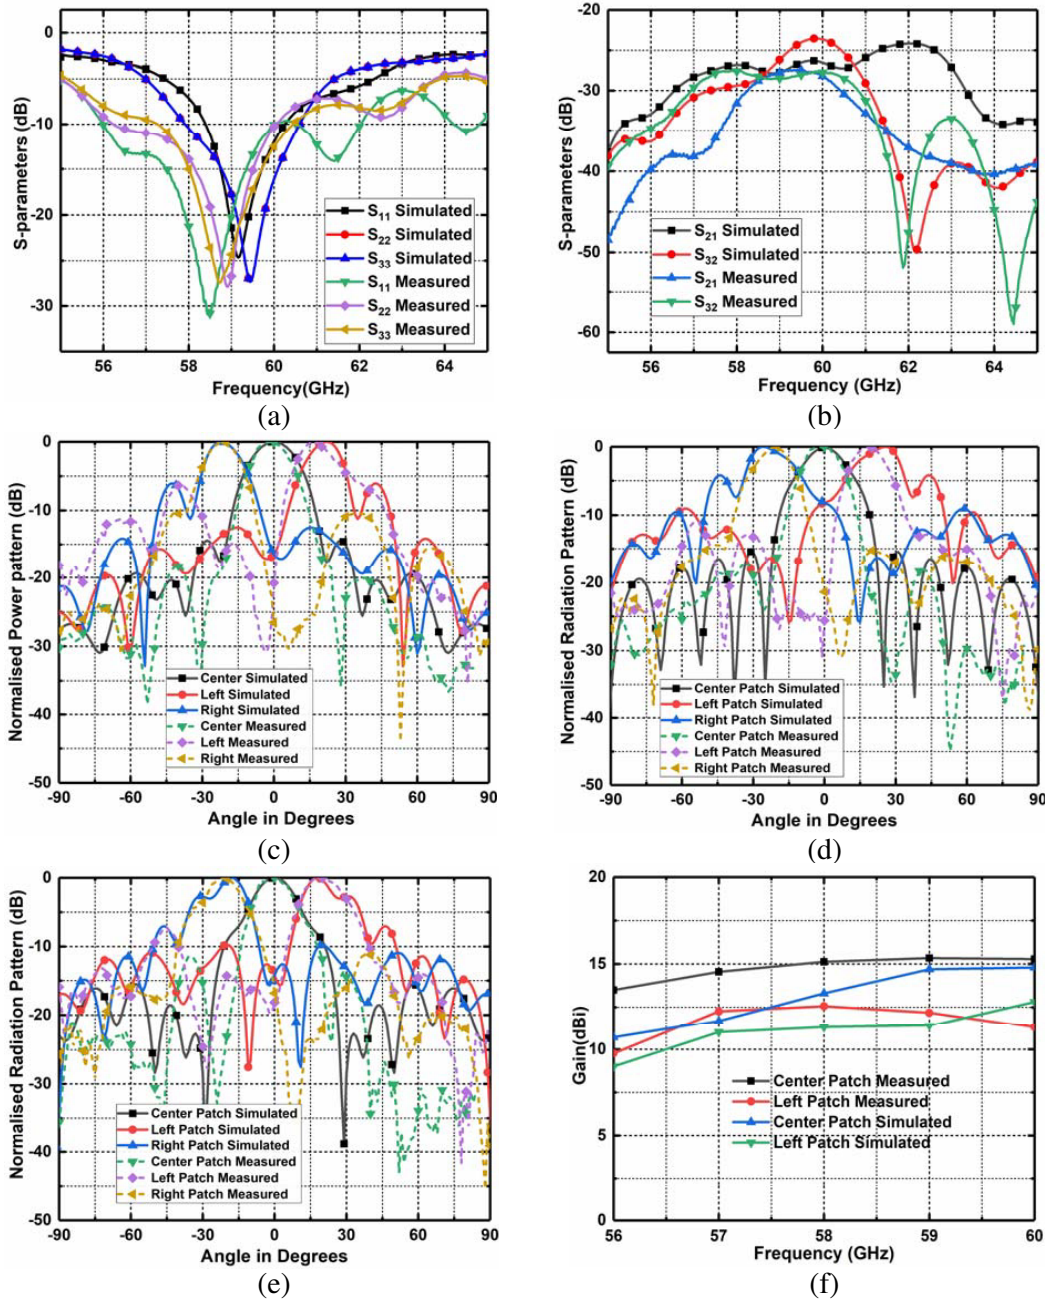 0
-10
-20
-30
S-parameters (dB)
S11 Simulated
S22 Simulated
S33 Simulated
S11 Measured
S22 Measured
S33 Measured
56 58 60 62 64
Frequency(GHz)
(a)
-20
-30
-40
-50
-60
S-parameters (dB)
S21 Simulated
S32 Simulated
S21 Measured
S32 Measured
56 58 60 62 64
Frequency (GHz)
(b)
0
-10
-20
-30
-40
-50
Normalised Power pattern (dB)
Center Simulated
Left Simulated
Right Simulated
Center Measured
Left Measured
Right Measured
-90 -60 -30 0 30 60 90
Angle in Degrees
(c)
0
-10
-20
-30
-40
-50
Normalised Radiation Pattern (dB)
Center Patch Simulated
Left Patch Simulated
Right Patch Simulated
Center Patch Measured
Left Patch Measured
Right Patch Measured
-90 -60 -30 0 30 60 90
Angle in Degrees
(d)
0
-10
-20
-30
-40
-50
Normalised Radiation Pattern (dB)
Center Patch Simulated
Left Patch Simulated
Right Patch Simulated
Center Patch Measured
Left Patch Measured
Right Patch Measured
-90 -60 -30 0 30 60 90
Angle in Degrees
(e)
20
15
10
5
0
Gain(dBi)
Center Patch Measured
Left Patch Measured
Center Patch Simulated
Left Patch Simulated
56 57 58 59 60
Frequency (GHz)
(f)